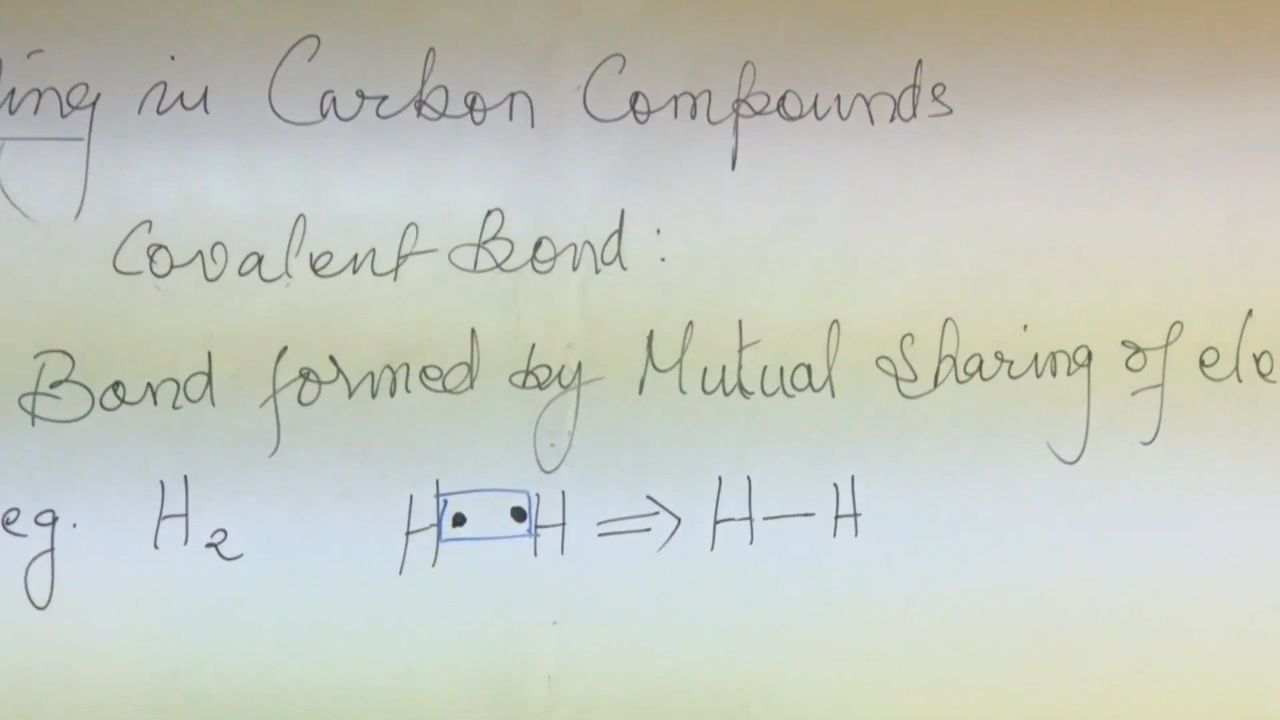 ing in Carbon Compounds
Covalent Bond :
Bond formed by Mutual Sharing of ele
eg. H₂ H••H ⇒ H–H